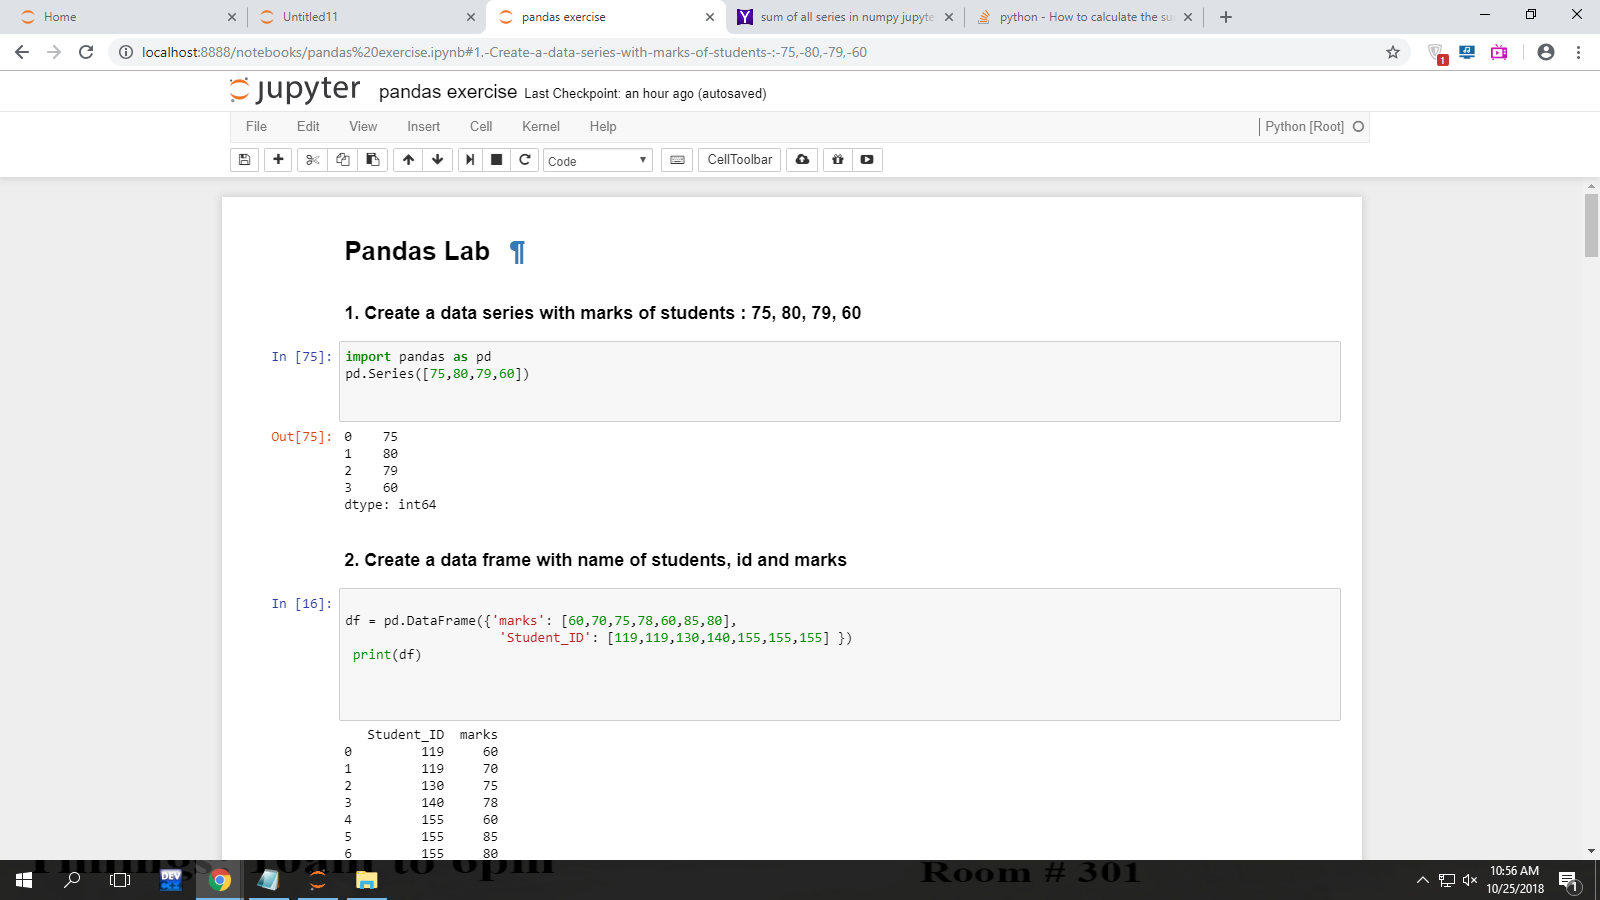 Home
Untitled11
pandas exercise
sum of all series in numpy jupyte
python - How to calculate the su
localhost:8888/notebooks/pandas%20exercise.ipynb#1.-Create-a-data-series-with-marks-of-students-:-75,-80,-79,-60
1
jupyter pandas exercise Last Checkpoint: an hour ago (autosaved)
File Edit View Insert Cell Kernel Help Python [Root]
Code CellToolbar
Pandas Lab ¶
1. Create a data series with marks of students : 75, 80, 79, 60
In [75]: import pandas as pd
pd.Series([75,80,79,60])
Out[75]: 0    75
1    80
2    79
3    60
dtype: int64
2. Create a data frame with name of students, id and marks
In [16]:
df = pd.DataFrame({'marks': [60,70,75,78,60,85,80],
                    'Student_ID': [119,119,130,140,155,155,155] })
 print(df)
   Student_ID  marks
0         119     60
1         119     70
2         130     75
3         140     78
4         155     60
5         155     85
6         155     80
Timings: 10am to 6pm
Room # 301
DEV
10:56 AM
10/25/2018
1